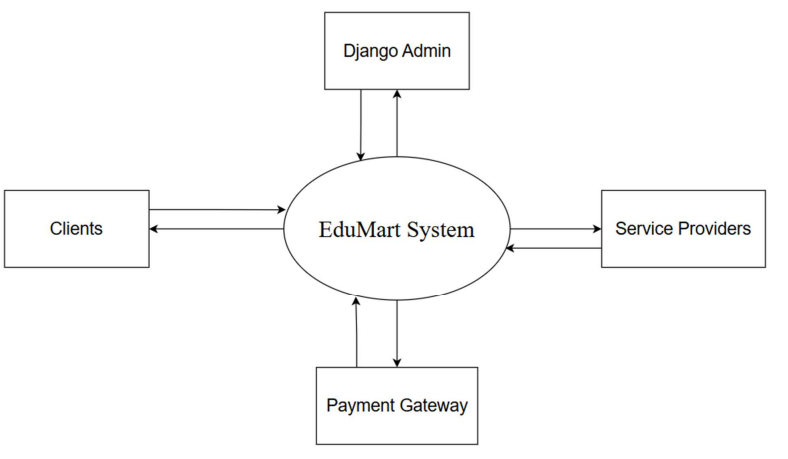 Django Admin
Clients
EduMart System
Service Providers
Payment Gateway